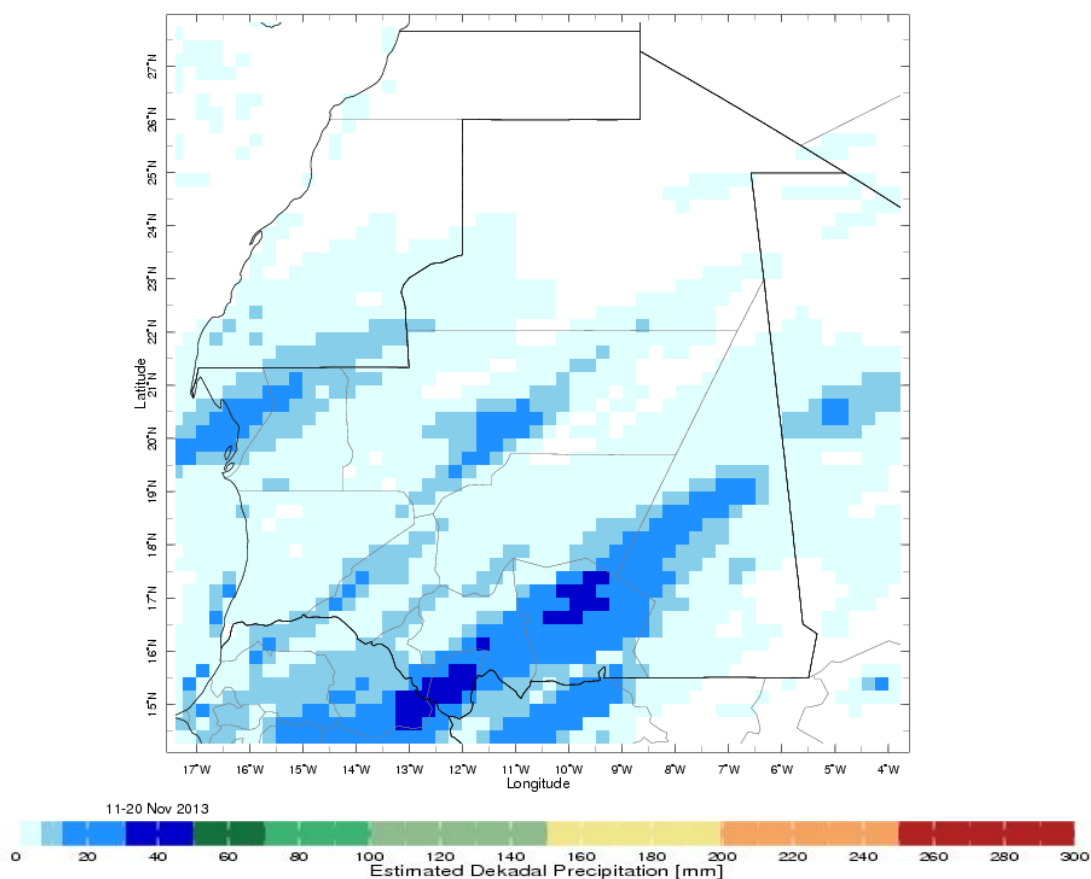 27°N
26°N
25°N
24°N
23°N
22°N
21°N
20°N
19°N
18°N
17°N
16°N
15°N
Latitude
17°W 16°W 15°W 14°W 13°W 12°W 11°W 10°W 9°W 8°W 7°W 6°W 5°W 4°W
Longitude
11-20 Nov 2013
0 20 40 60 80 100 120 140 160 180 200 220 240 260 280 300
Estimated Dekadal Precipitation [mm]